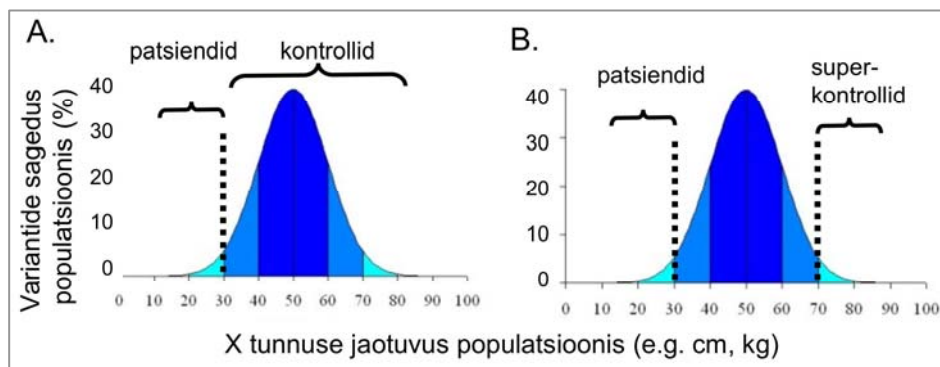 A.
patsiendid
kontrollid
Variantide sagedus
populatsioonis (%)
40
30
20
10
0
0 10 20 30 40 50 60 70 80 90 100
B.
patsiendid
super-
kontrollid
40
30
20
10
0
0 10 20 30 40 50 60 70 80 90 100
X tunnuse jaotuvus populatsioonis (e.g. cm, kg)